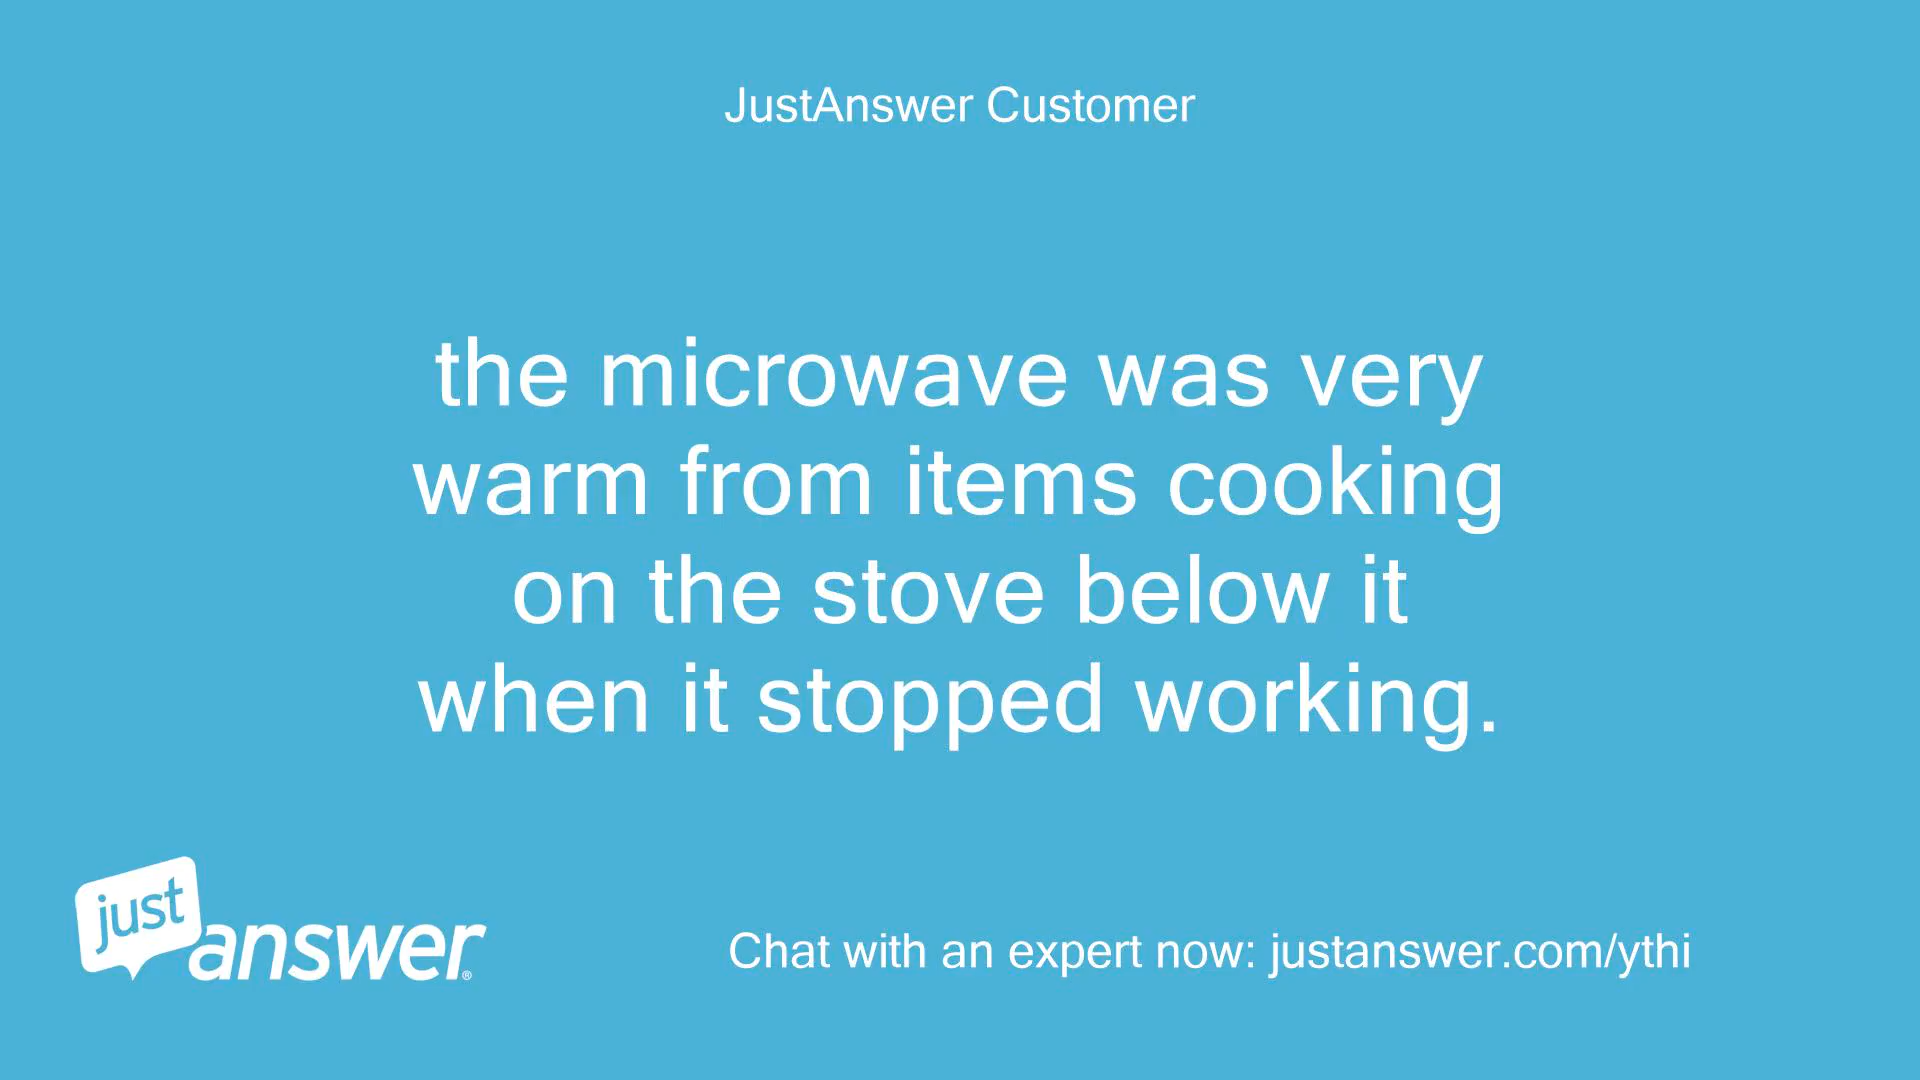 JustAnswer Customer
the microwave was very
warm from items cooking
on the stove below it
when it stopped working.
just
answer®
Chat with an expert now: justanswer.com/ythi